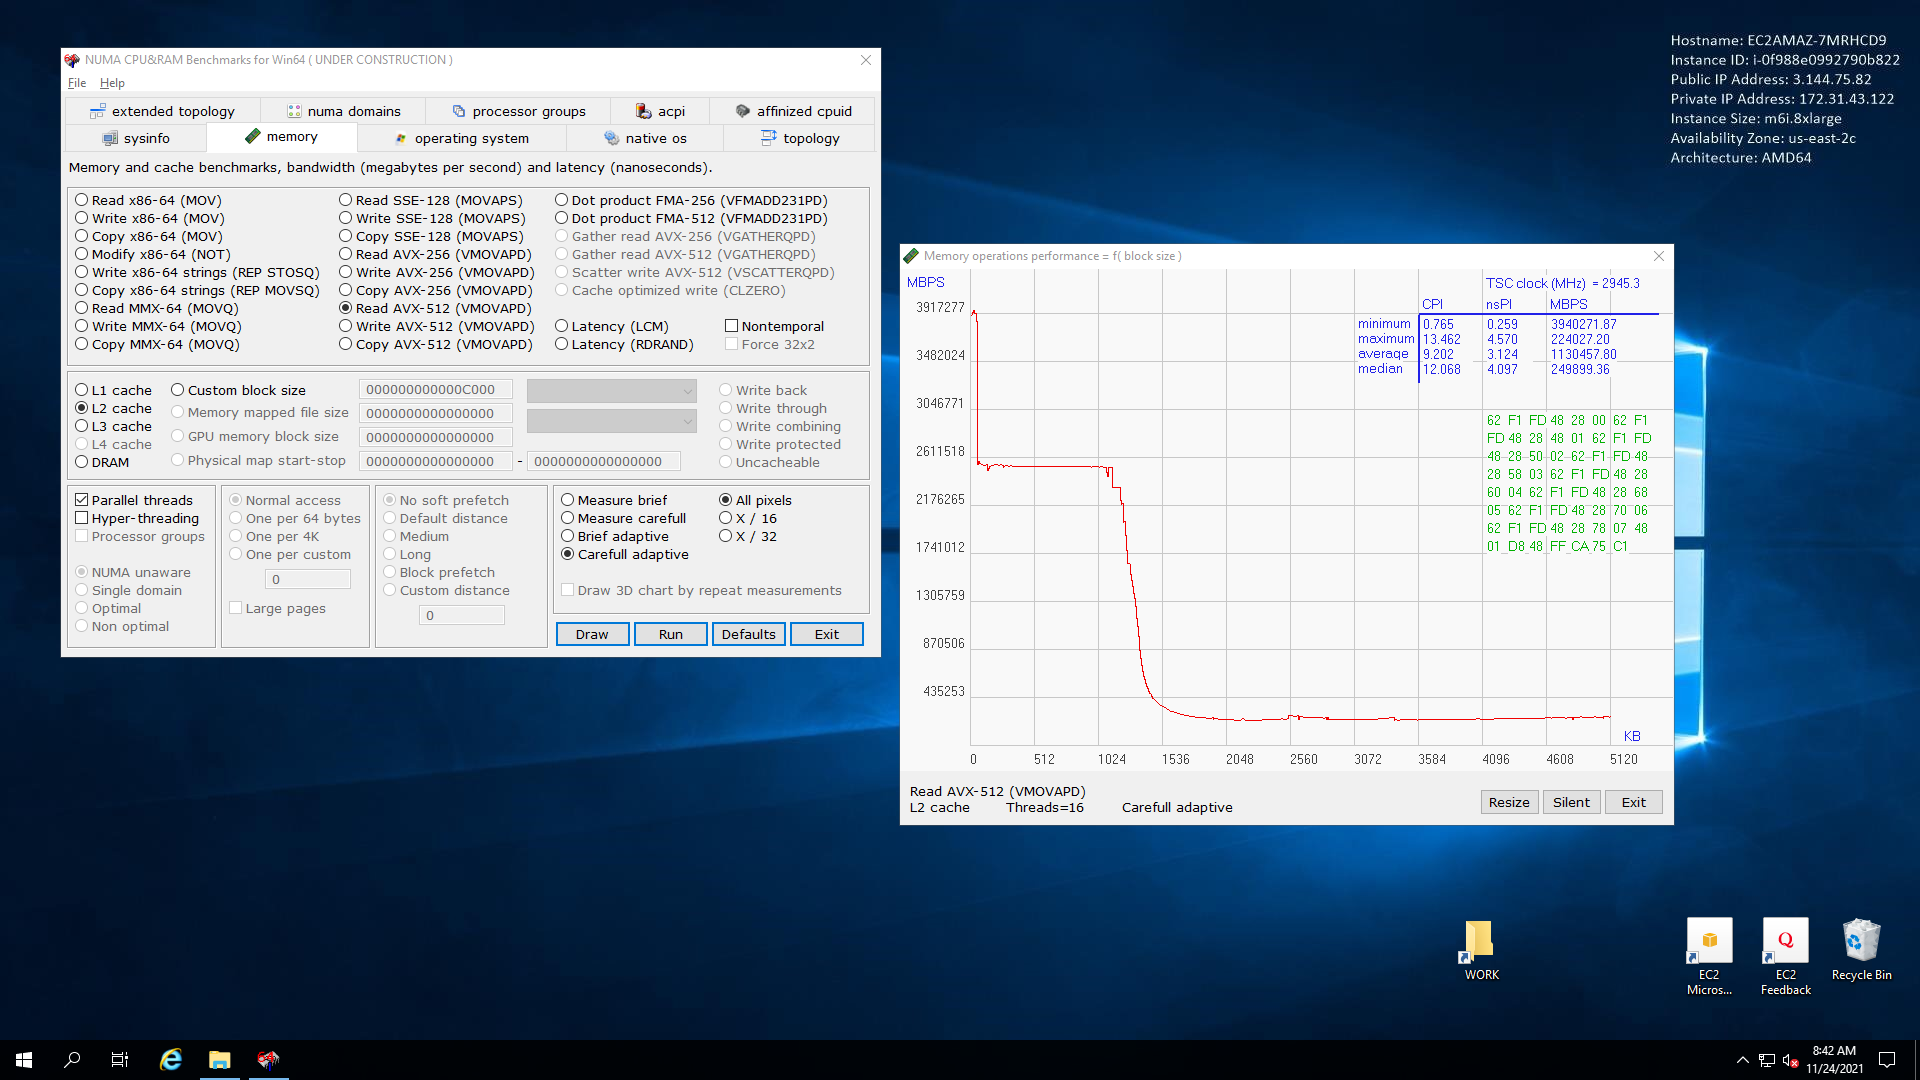 Hostname: EC2AMAZ-7MRHCD9
Instance ID: i-0f988e0992790b822
Public IP Address: 3.144.75.82
Private IP Address: 172.31.43.122
Instance Size: m6i.8xlarge
Availability Zone: us-east-2c
Architecture: AMD64
NUMA CPU&RAM Benchmarks for Win64 ( UNDER CONSTRUCTION )
File Help
extended topology numa domains processor groups acpi affinized cpuid
sysinfo memory operating system native os topology
Memory and cache benchmarks, bandwidth (megabytes per second) and latency (nanoseconds).
Read x86-64 (MOV) Read SSE-128 (MOVAPS) Dot product FMA-256 (VFMADD231PD)
Write x86-64 (MOV) Write SSE-128 (MOVAPS) Dot product FMA-512 (VFMADD231PD)
Copy x86-64 (MOV) Copy SSE-128 (MOVAPS) Gather read AVX-256 (VGATHERQPD)
Modify x86-64 (NOT) Read AVX-256 (VMOVAPD) Gather read AVX-512 (VGATHERQPD)
Write x86-64 strings (REP STOSQ) Write AVX-256 (VMOVAPD) Scatter write AVX-512 (VSCATTERQPD)
Copy x86-64 strings (REP MOVSQ) Copy AVX-256 (VMOVAPD) Cache optimized write (CLZERO)
Read MMX-64 (MOVQ) Read AVX-512 (VMOVAPD)
Write MMX-64 (MOVQ) Write AVX-512 (VMOVAPD) Latency (LCM) Nontemporal
Copy MMX-64 (MOVQ) Copy AVX-512 (VMOVAPD) Latency (RDRAND) Force 32x2
L1 cache Custom block size 000000000000C000 Write back
L2 cache Memory mapped file size 0000000000000000 Write through
L3 cache Write combining
L4 cache GPU memory block size 0000000000000000 Write protected
DRAM Physical map start-stop 0000000000000000 - 0000000000000000 Uncacheable
Parallel threads Normal access No soft prefetch Measure brief All pixels
Hyper-threading One per 64 bytes Default distance Measure carefull X / 16
Processor groups One per 4K Medium Brief adaptive X / 32
One per custom Long Carefull adaptive
NUMA unaware 0 Block prefetch
Single domain Custom distance Draw 3D chart by repeat measurements
Optimal Large pages 0
Non optimal
Draw Run Defaults Exit
Memory operations performance = f( block size )
MBPS
TSC clock (MHz) = 2945.3
CPI nsPI MBPS
minimum 0.765 0.259 3940271.87
maximum 13.462 4.570 224027.20
average 9.202 3.124 1130457.80
median 12.068 4.097 249899.36
3917277
3482024
3046771
2611518
2176265
1741012
1305759
870506
435253
62 F1 FD 48 28 00 62 F1
FD 48 28 48 01 62 F1 FD
48 28 50 02 62 F1 FD 48
28 58 03 62 F1 FD 48 28
60 04 62 F1 FD 48 28 68
05 62 F1 FD 48 28 70 06
62 F1 FD 48 28 78 07 48
01 D8 48 FF CA 75 C1
KB
0 512 1024 1536 2048 2560 3072 3584 4096 4608 5120
Read AVX-512 (VMOVAPD)
L2 cache Threads=16 Carefull adaptive
Resize Silent Exit
WORK
EC2
Micros...
EC2
Feedback
Recycle Bin
8:42 AM
11/24/2021